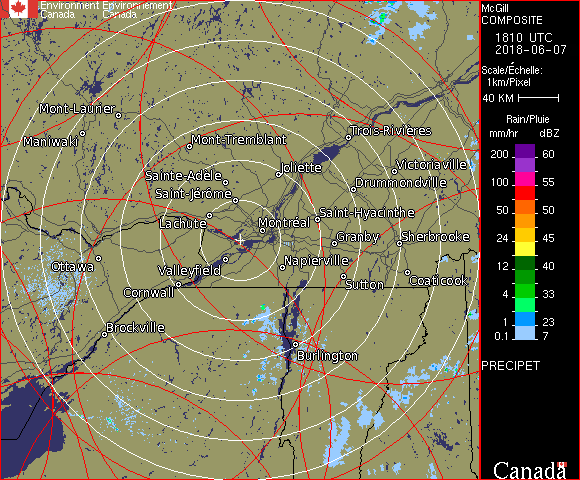 Environment Environnement
Canada Canada
Mont-Laurier
Maniwaki
Mont-Tremblant
Trois-Rivières
Joliette
Victoriaville
Sainte-Adèle
Drummondville
Saint-Jérôme
Lachute
Montréal
Saint-Hyacinthe
Granby
Sherbrooke
Ottawa
Valleyfield
Napierville
Cornwall
Sutton
Coaticook
Brockville
Burlington
McGill
COMPOSITE
1810 UTC
2018-06-07
Scale/Échelle:
1km/Pixel
40 KM
Rain/Pluie
mm/hr dBZ
200 60
150 57
100 55
50 50
24 45
12 40
4 33
1 23
0.1 7
PRECIPET
Canada